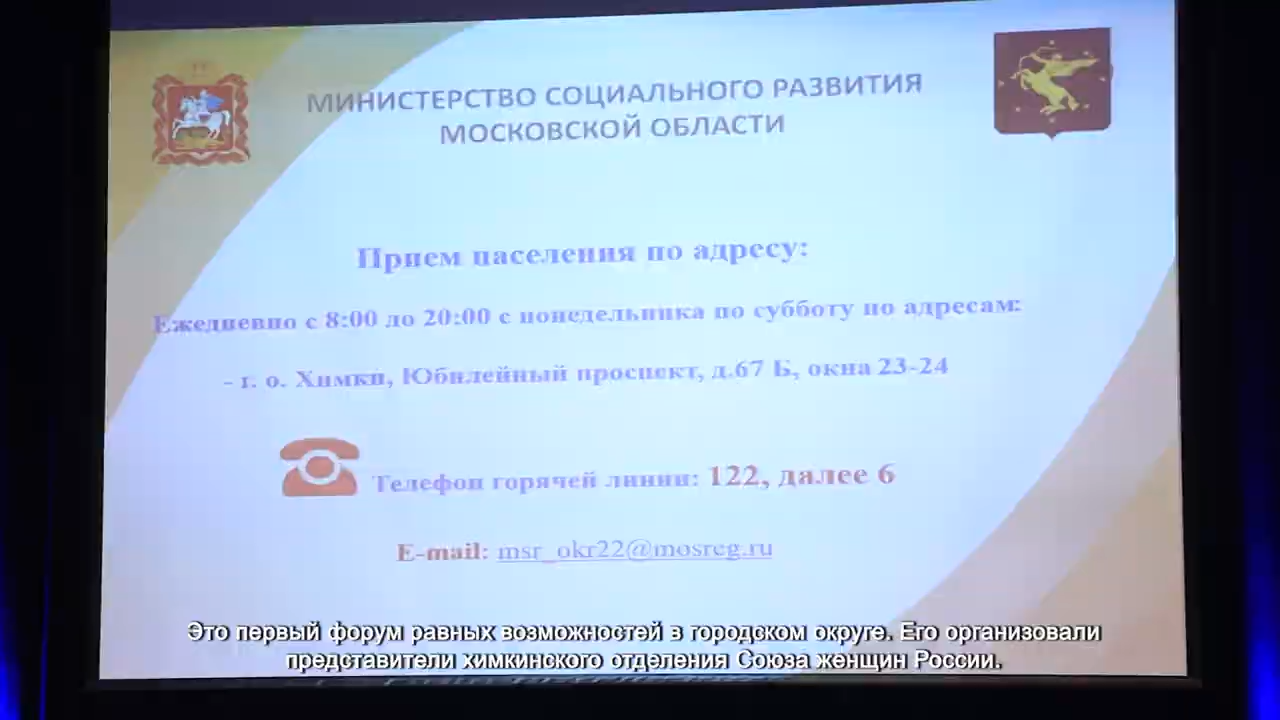 МИНИСТЕРСТВО СОЦИАЛЬНОГО РАЗВИТИЯ
МОСКОВСКОЙ ОБЛАСТИ
Прием населения по адресу:
Ежедневно с 8:00 до 20:00 с понедельника по субботу по адресам:
- г. о. Химки, Юбилейный проспект, д.67 Б, окна 23-24
Телефон горячей линии: 122, далее 6
E-mail: msr_okr22@mosreg.ru
Это первый форум равных возможностей в городском округе. Его организовали
представители химкинского отделения Союза женщин России.